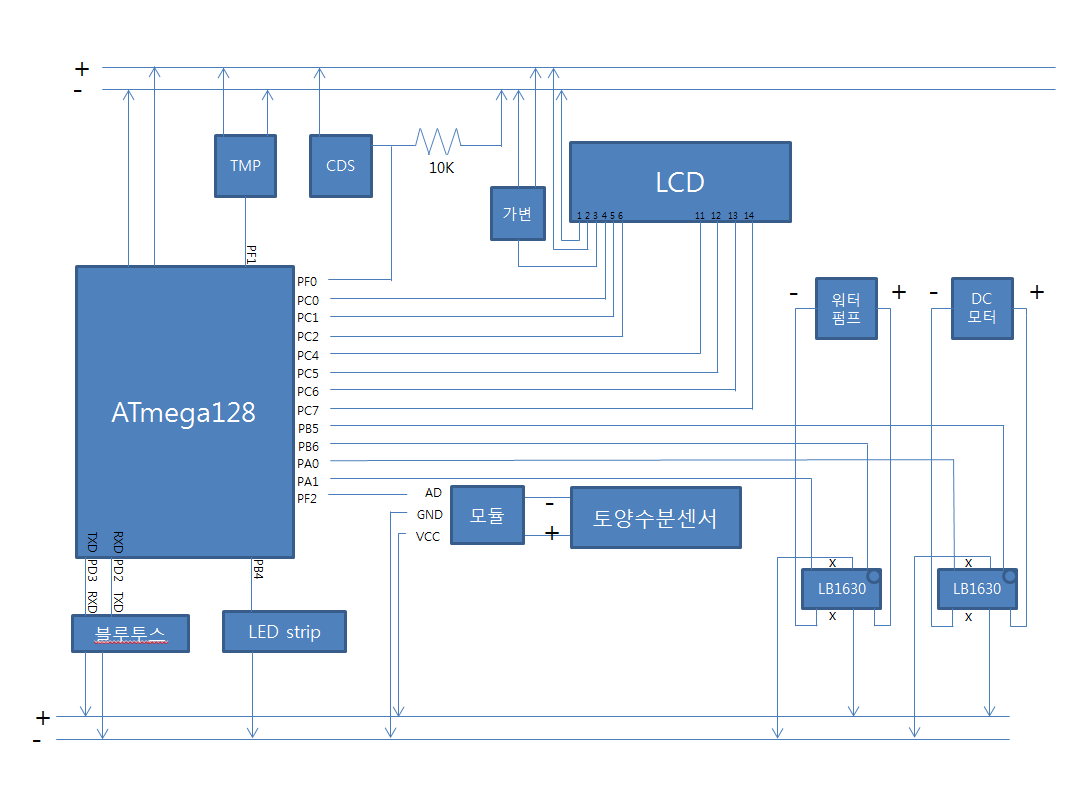 +
-
TMP
CDS
10K
가변
LCD
1 2 3 4 5 6 11 12 13 14
PF1
PF0
PC0
PC1
PC2
PC4
PC5
PC6
PC7
PB5
PB6
PA0
PA1
PF2
ATmega128
- 워터 펌프 +
- DC 모터 +
AD
GND
VCC
모듈
-
+
토양수분센서
TXD PD3 RXD
RXD PD2 TXD
PB4
블루투스
LED strip
x
LB1630
x
x
LB1630
x
+
-